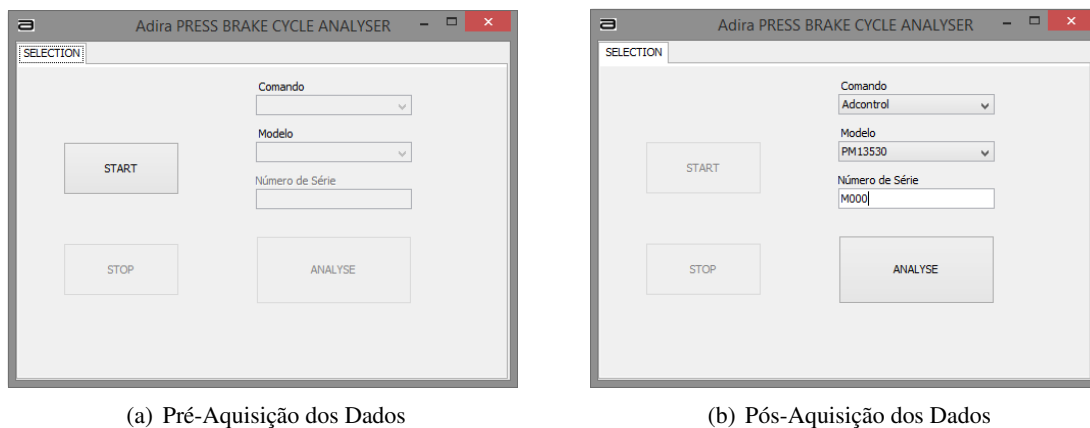 Adira PRESS BRAKE CYCLE ANALYSER
SELECTION
Comando
Modelo
START
Número de Série
STOP
ANALYSE
(a) Pré-Aquisição dos Dados
Adira PRESS BRAKE CYCLE ANALYSER
SELECTION
Comando
Adcontrol
Modelo
PM13530
START
Número de Série
M000
STOP
ANALYSE
(b) Pós-Aquisição dos Dados